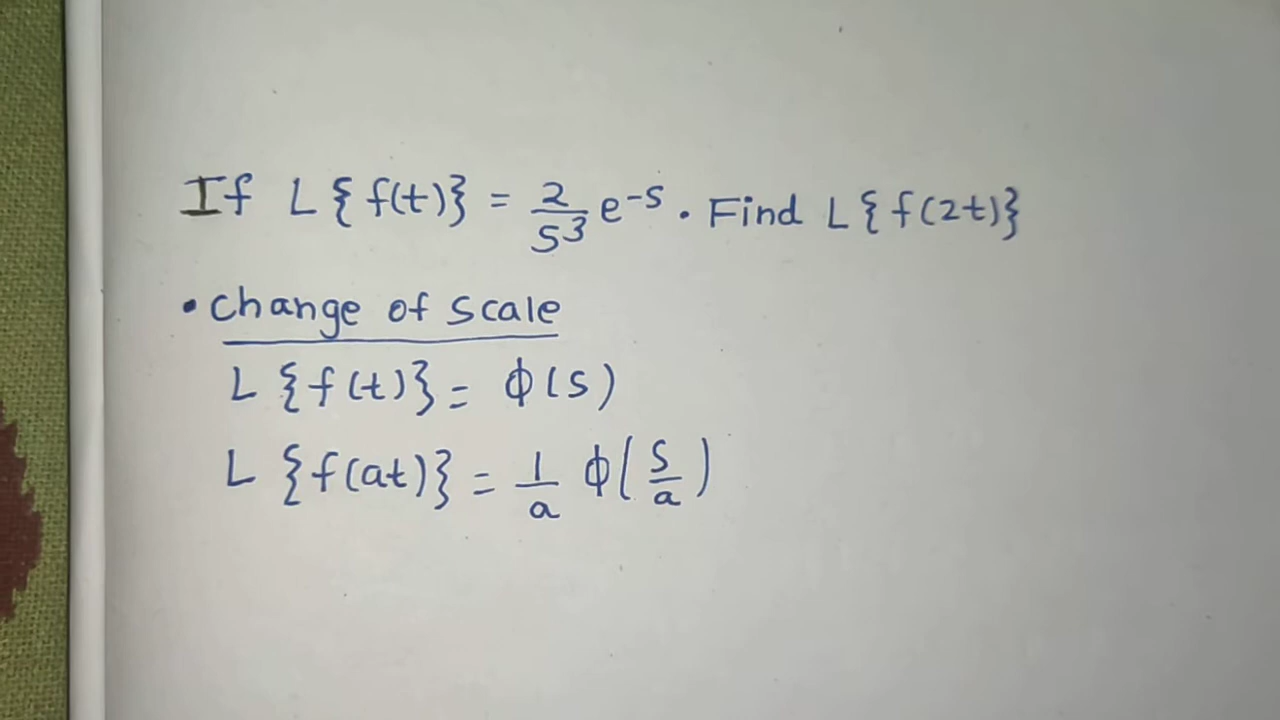 If L{f(t)} = 2/s³ e^-s . Find L{f(2t)}
• Change of scale
L {f(t)} = ϕ(s)
L {f(at)} = 1/a ϕ(s/a)